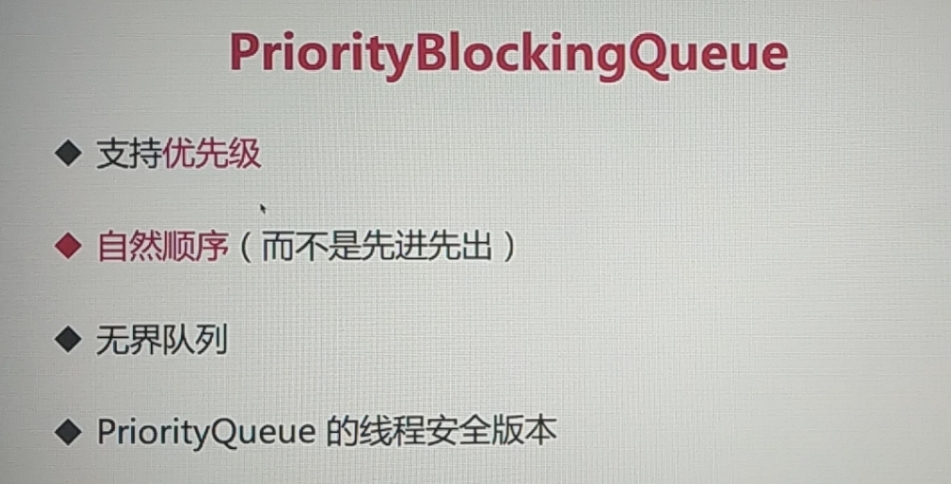 PriorityBlockingQueue
支持优先级
自然顺序（而不是先进先出）
无界队列
PriorityQueue 的线程安全版本